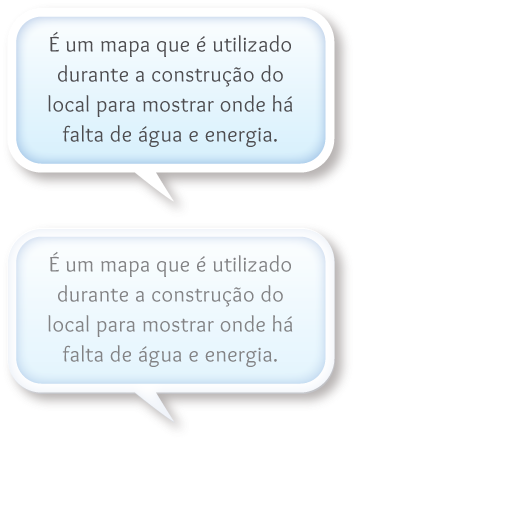 É um mapa que é utilizado
durante a construção do
local para mostrar onde há
falta de água e energia.
É um mapa que é utilizado
durante a construção do
local para mostrar onde há
falta de água e energia.